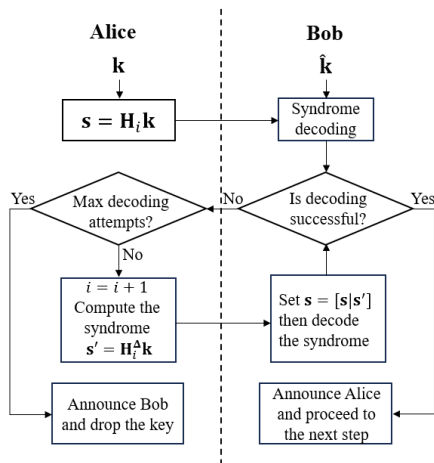 Alice
Bob
𝐤
𝐤̂
𝐬 = 𝐇ᵢ𝐤
Syndrome
decoding
Yes
Max decoding
attempts?
No
Is decoding
successful?
Yes
No
i = i + 1
Compute the
syndrome
𝐬′ = 𝐇ᵢᐞ𝐤
Set 𝐬 = [𝐬|𝐬′]
then decode
the syndrome
Announce Bob
and drop the key
Announce Alice
and proceed to
the next step